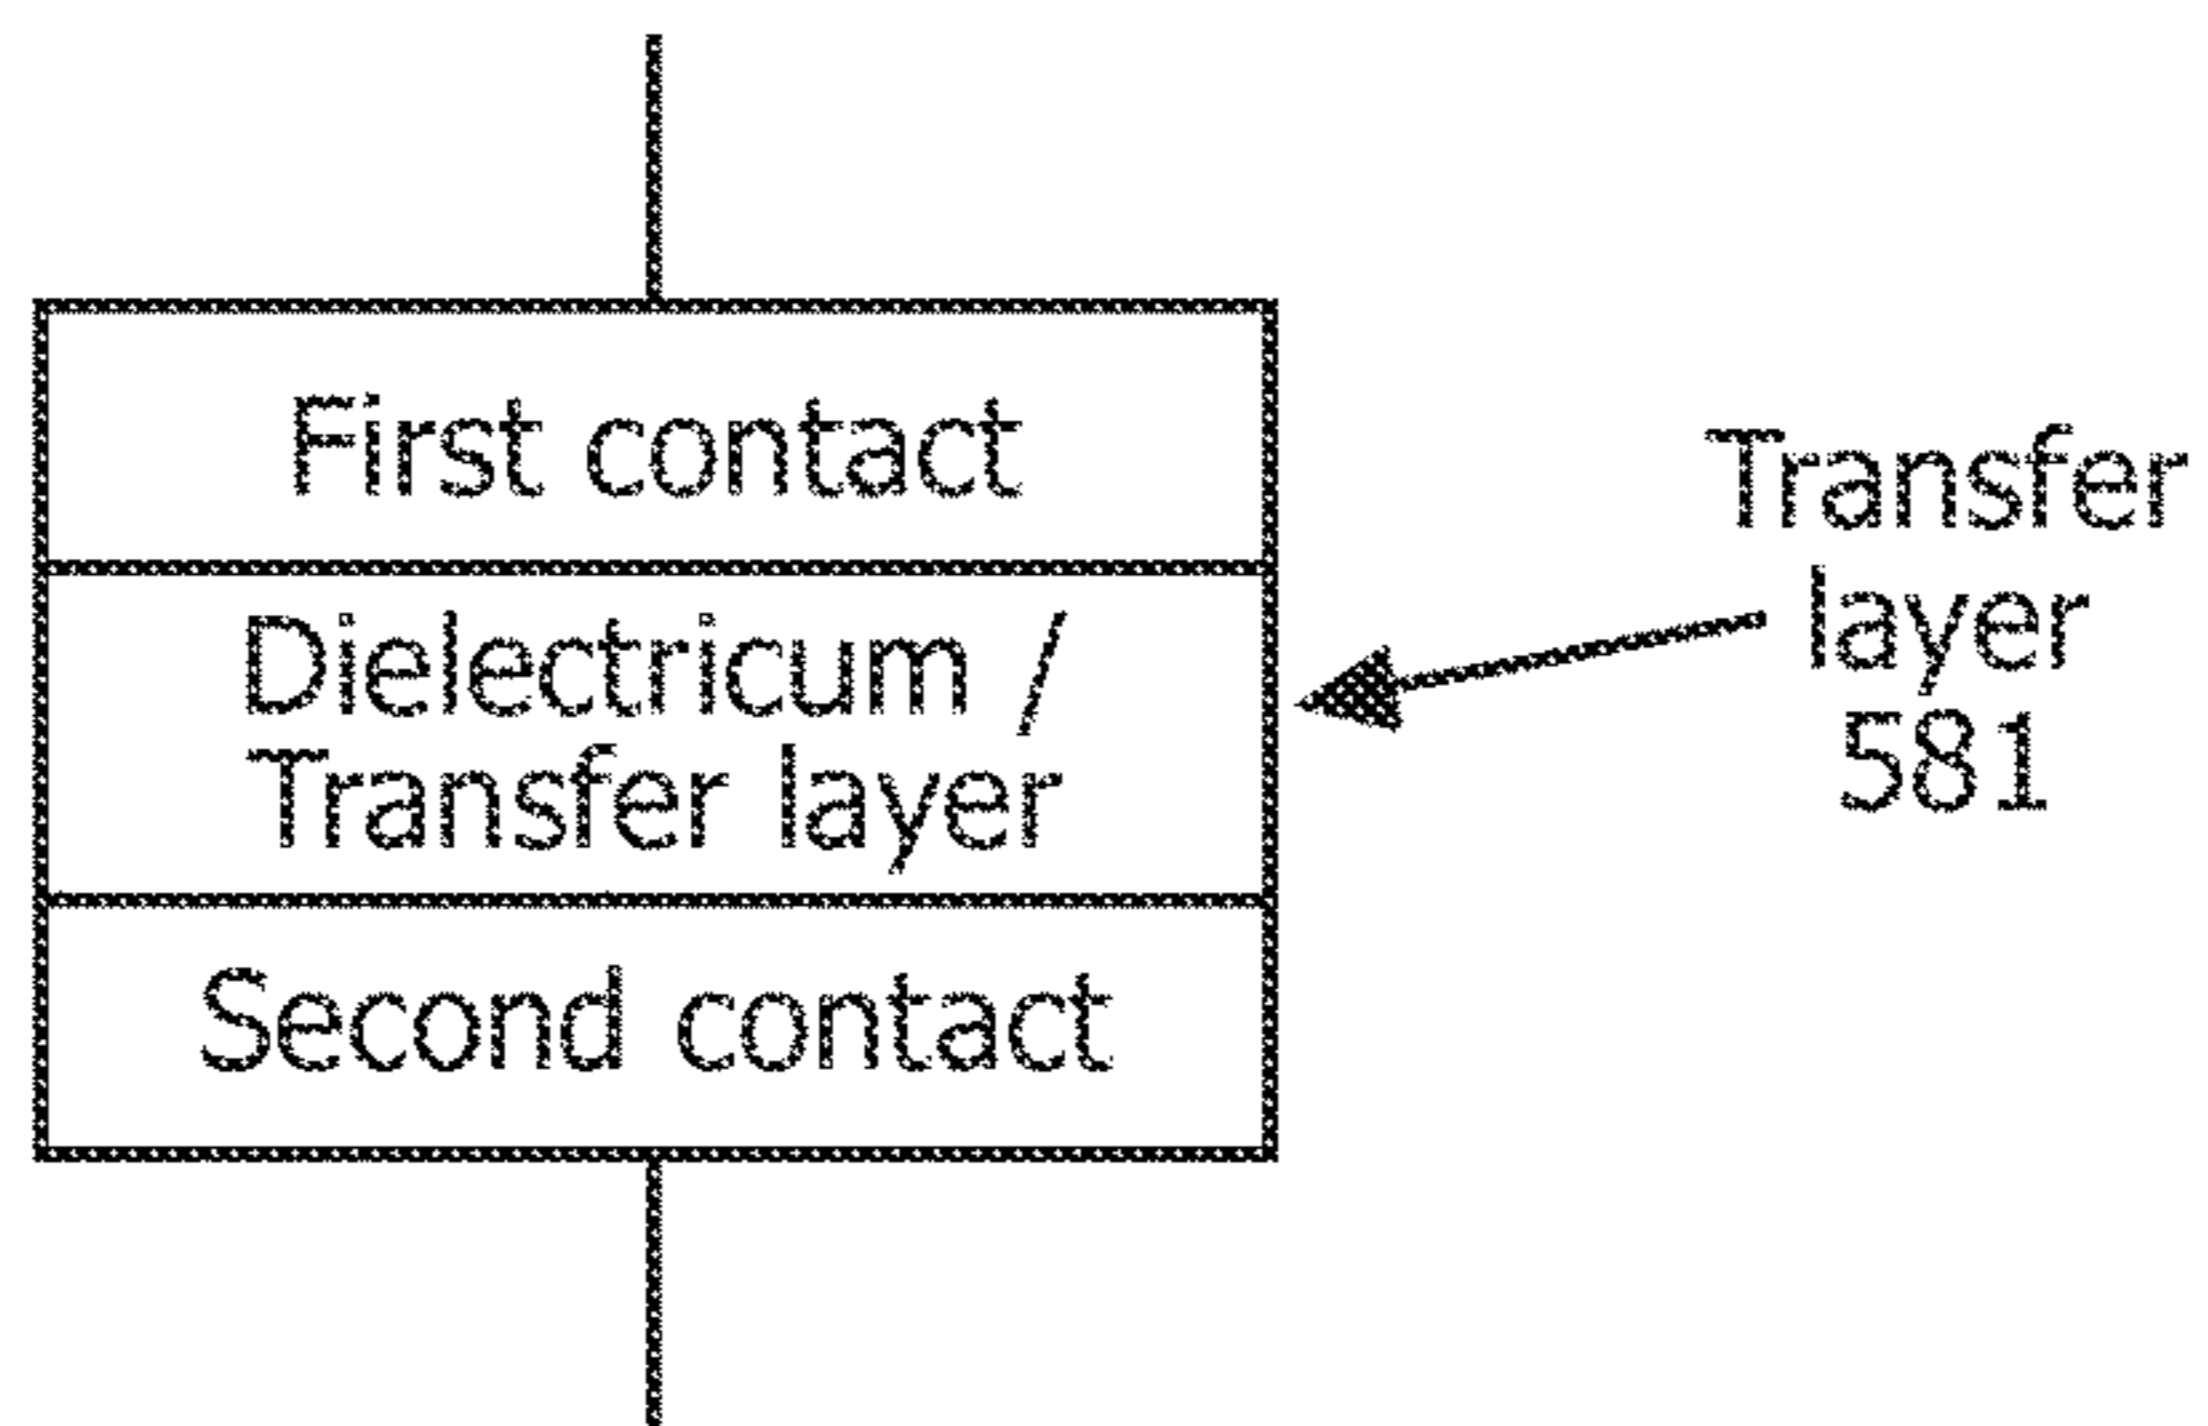 First contact
Dielectricum /
Transfer layer
Second contact
Transfer
layer
581